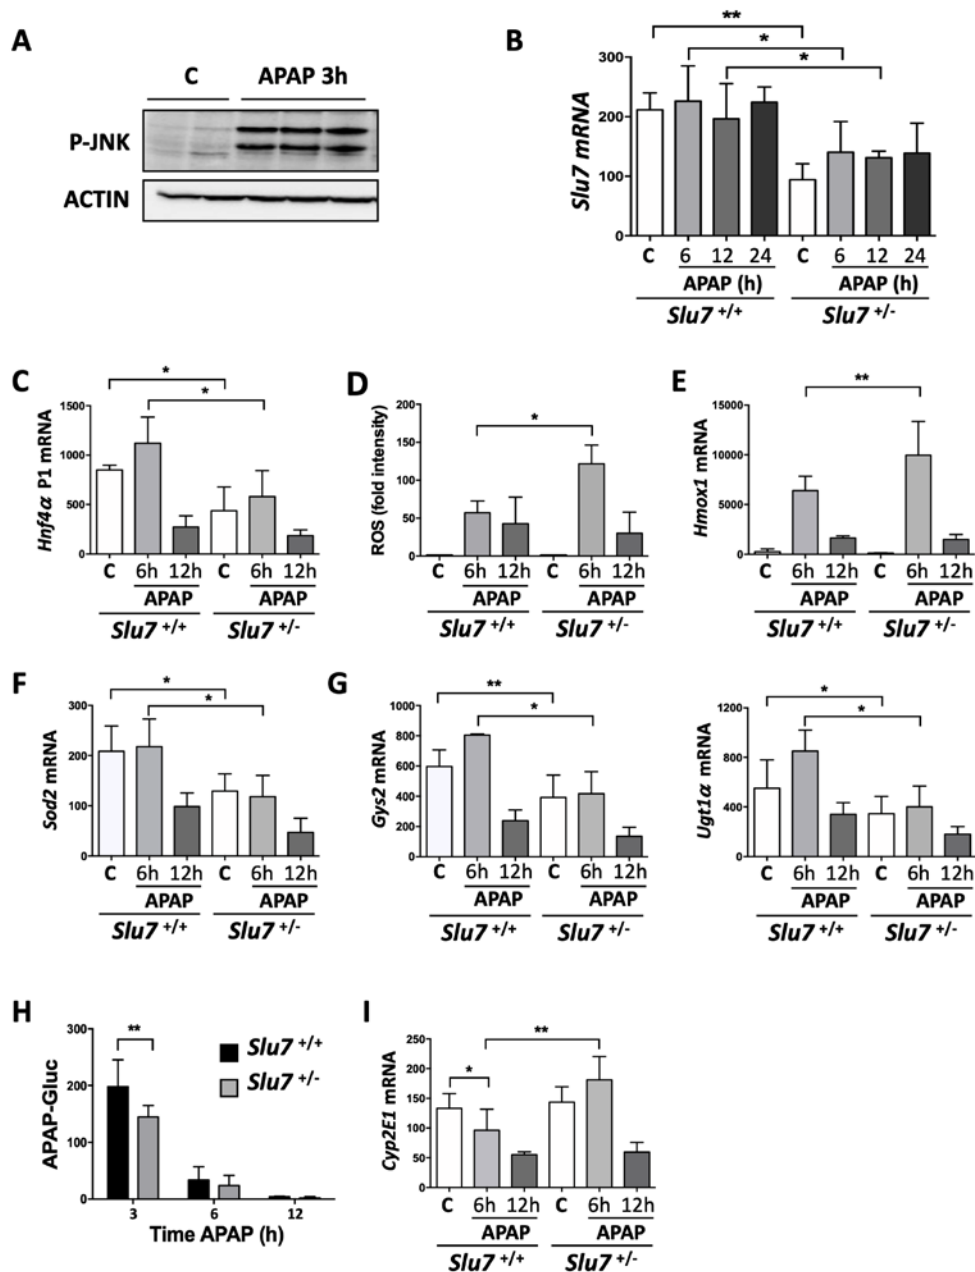 A
C APAP 3h
P-JNK
ACTIN
B
** 
*
*
Slu7 mRNA
300
200
100
0
C 6 12 24 C 6 12 24
APAP (h) APAP (h)
Slu7 +/+ Slu7 +/-
C
*
*
Hnf4α P1 mRNA
1500
1000
500
0
C 6h 12h C 6h 12h
APAP APAP
Slu7 +/+ Slu7 +/-
D
*
ROS (fold intensity)
200
150
100
50
0
C 6h 12h C 6h 12h
APAP APAP
Slu7 +/+ Slu7 +/-
E
**
Hmox1 mRNA
15000
10000
5000
0
C 6h 12h C 6h 12h
APAP APAP
Slu7 +/+ Slu7 +/-
F
*
*
Sod2 mRNA
300
200
100
0
C 6h 12h C 6h 12h
APAP APAP
Slu7 +/+ Slu7 +/-
G
**
*
Gys2 mRNA
1000
800
600
400
200
0
C 6h 12h C 6h 12h
APAP APAP
Slu7 +/+ Slu7 +/-
*
*
Ugt1α mRNA
1200
800
400
0
C 6h 12h C 6h 12h
APAP APAP
Slu7 +/+ Slu7 +/-
H
**
APAP-Gluc
300
200
100
0
3 6 12
Time APAP (h)
Slu7 +/+
Slu7 +/-
I
**
*
Cyp2E1 mRNA
250
200
150
100
50
0
C 6h 12h C 6h 12h
APAP APAP
Slu7 +/+ Slu7 +/-